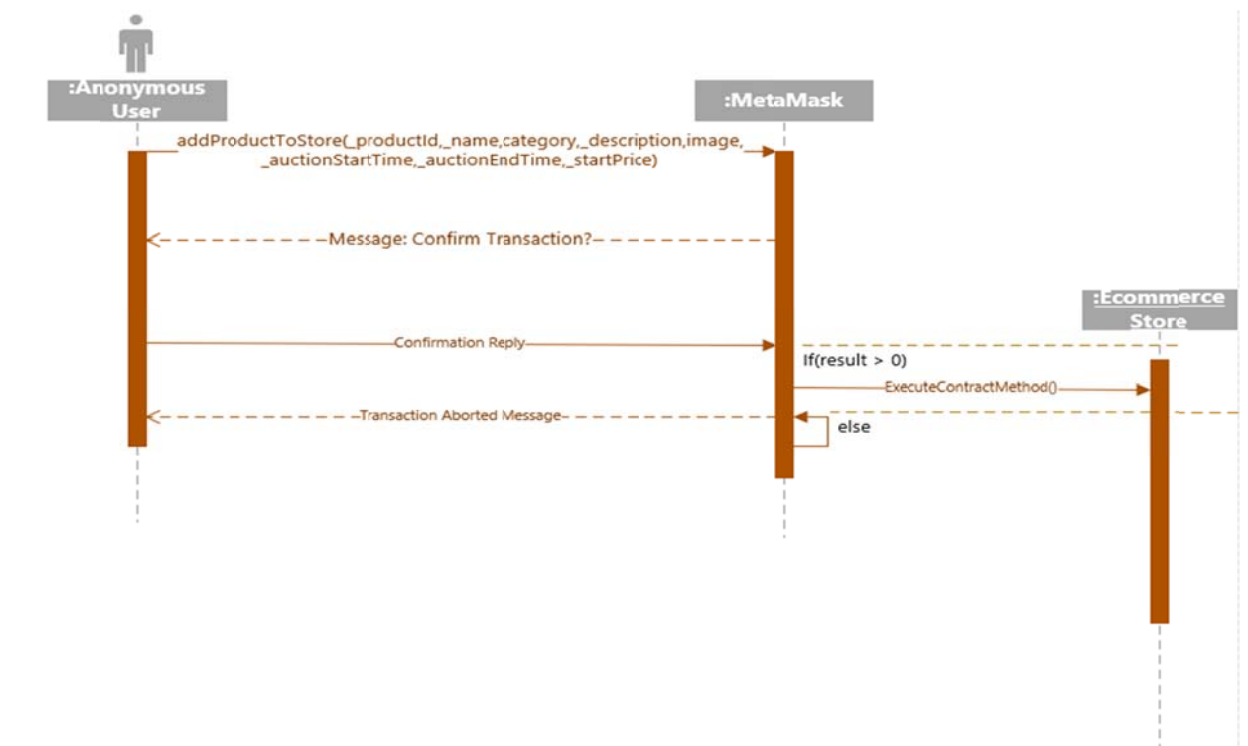 :Anonymous
User
:MetaMask
addProductToStore(_productId,_name,category,_description,image,
_auctionStartTime,_auctionEndTime,_startPrice)
Message: Confirm Transaction?
:Ecommerce
Store
Confirmation Reply
If(result > 0)
ExecuteContractMethod()
Transaction Aborted Message
else